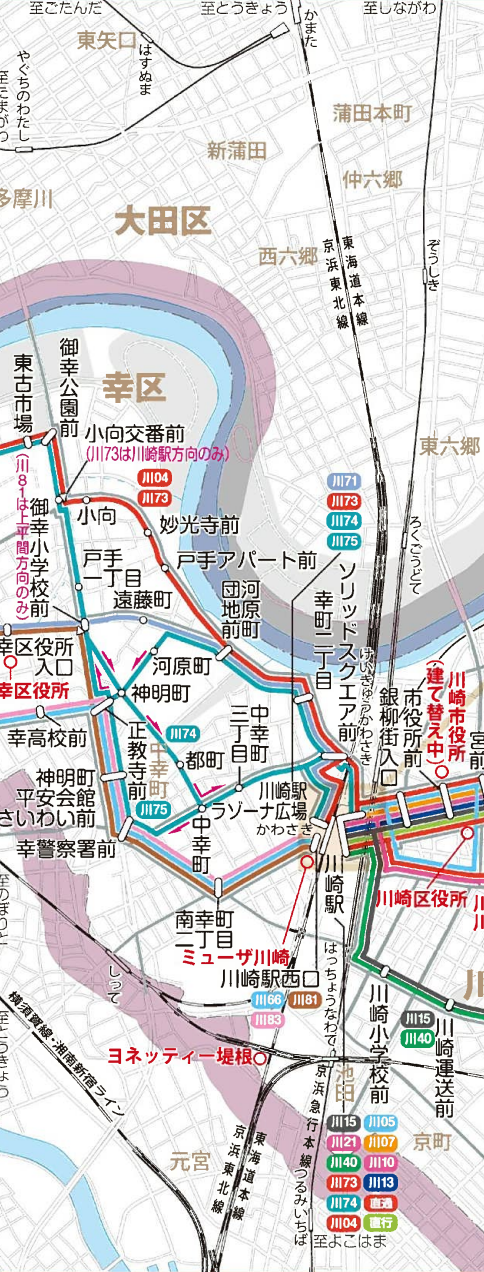 至ごたんだ
至とうきょう
至しながわ
かまた
東矢口
はすぬま
やぐちのわたし
至たまがわ
蒲田本町
新蒲田
仲六郷
多摩川
大田区
西六郷
京浜東北線
東海道本線
ぞうしき
御幸公園前
東古市場
幸区
小向交番前
(川73は川崎駅方向のみ)
東六郷
川04
川73
川71
川73
川74
川75
(川81は上平間方向のみ)
御幸小学校前
小向
妙光寺前
ろくごうどて
戸手一丁目
戸手アパート前
遠藤町
河原町団地前
幸町二丁目
ソリッドスクエア前
幸区役所入口
幸区役所
河原町
神明町
けいきゅうかわさき
銀柳街入口
市役所前
川崎市役所
(建て替え中)
宮前
幸高校前
正教寺前
中幸町
川74
中幸町三丁目
都町
神明町
平安会館
さいわい前
川75
川崎駅
ラゾーナ広場
かわさき
中幸町
幸警察署前
川崎駅
川崎区役所
南幸町二丁目
ミューザ川崎
川崎駅西口
川66
川81
川83
はっちょうなわて
至のぼりと
しって
川崎小学校前
川15
川40
川崎運送前
横須賀線・湘南新宿ライン
ヨネッティー堤根
池田
京浜急行本線
川15
川05
川21
川07
川40
川10
川73
川13
川74
直通
川04
直行
京町
元宮
京浜東北線
東海道本線
つるみいちば
至よこはま